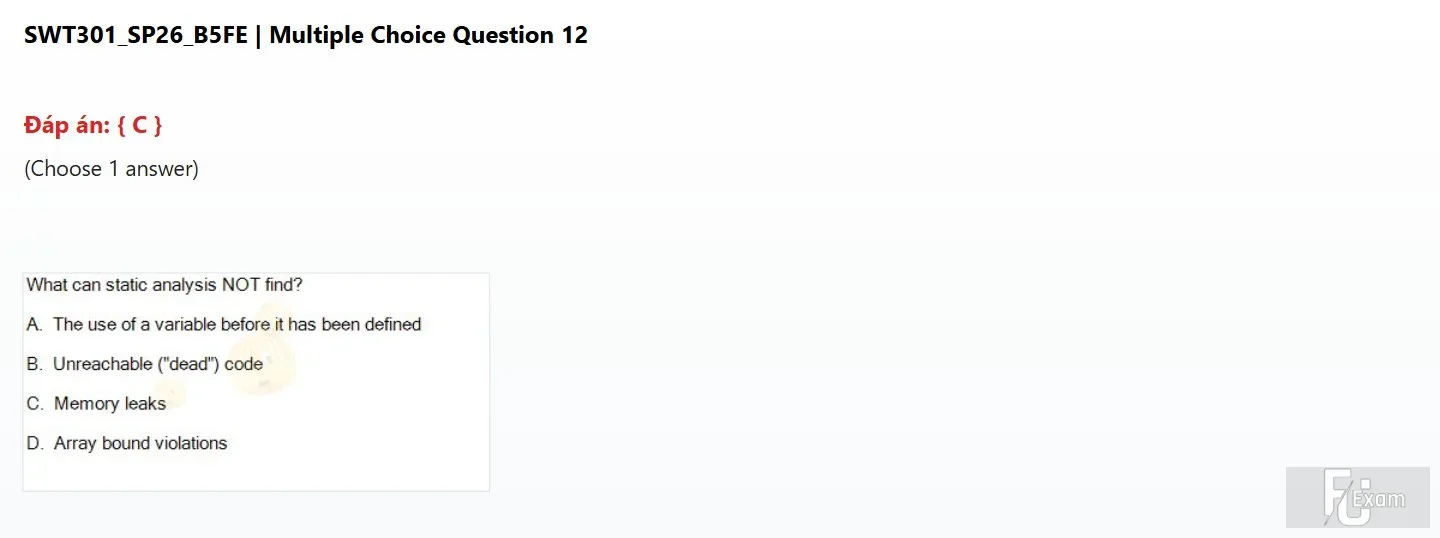 SWT301_SP26_B5FE | Multiple Choice Question 12
Đáp án: { C }
(Choose 1 answer)
What can static analysis NOT find?
A. The use of a variable before it has been defined
B. Unreachable ("dead") code
C. Memory leaks
D. Array bound violations
FU Exam